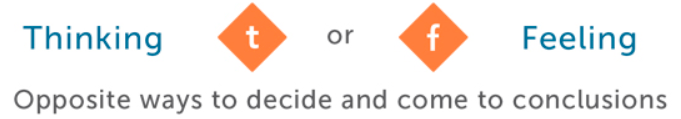 Thinking t or f Feeling
Opposite ways to decide and come to conclusions